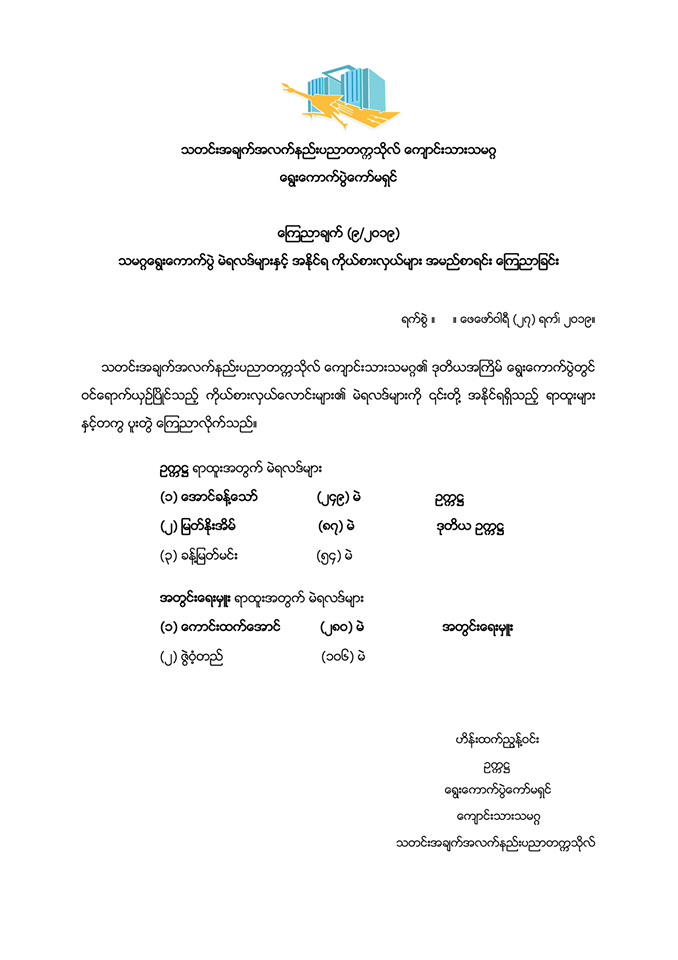 သတင်းအချက်အလက်နည်းပညာတက္ကသိုလ် ကျောင်းသားသမဂ္ဂ
ရွေးကောက်ပွဲကော်မရှင်
ကြေညာချက် (၉/၂၀၁၉)
သမဂ္ဂရွေးကောက်ပွဲ မဲရလဒ်များနှင့် အနိုင်ရ ကိုယ်စားလှယ်များ အမည်စာရင်း ကြေညာခြင်း
ရက်စွဲ ။ ။ ဖေဖော်ဝါရီ (၂၇) ရက်၊ ၂၀၁၉။
သတင်းအချက်အလက်နည်းပညာတက္ကသိုလ် ကျောင်းသားသမဂ္ဂ၏ ဒုတိယအကြိမ် ရွေးကောက်ပွဲတွင်
ဝင်ရောက်ယှဉ်ပြိုင်သည့် ကိုယ်စားလှယ်လောင်းများ၏ မဲရလဒ်များကို ၎င်းတို့ အနိုင်ရရှိသည့် ရာထူးများ
နှင့်တကွ ပူးတွဲ ကြေညာလိုက်သည်။
ဥက္ကဋ္ဌ ရာထူးအတွက် မဲရလဒ်များ
(၁) အောင်ခန့်သော် (၂၄၉) မဲ ဥက္ကဋ္ဌ
(၂) မြတ်နိုးအိမ် (၈၇) မဲ ဒုတိယ ဥက္ကဋ္ဌ
(၃) ခန့်မြတ်မင်း (၅၄) မဲ
အတွင်းရေးမှူး ရာထူးအတွက် မဲရလဒ်များ
(၁) ကောင်းထက်အောင် (၂၈၀) မဲ အတွင်းရေးမှူး
(၂) ဇွဲဝံ့တည် (၁၀၆) မဲ
ဟိန်းထက်ညွန့်ဝင်း
ဥက္ကဋ္ဌ
ရွေးကောက်ပွဲကော်မရှင်
ကျောင်းသားသမဂ္ဂ
သတင်းအချက်အလက်နည်းပညာတက္ကသိုလ်